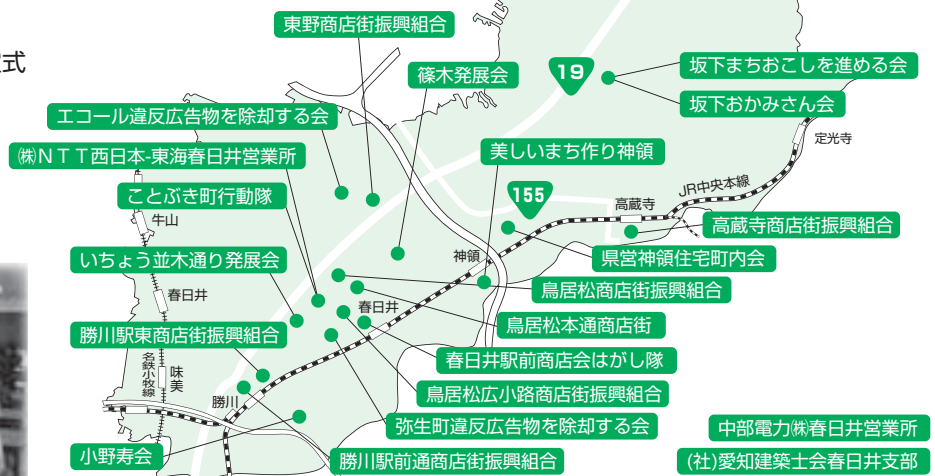 式
東野商店街振興組合
篠木発展会
19
坂下まちおこしを進める会
坂下おかみさん会
エコール違反広告物を除却する会
定光寺
㈱NTT西日本-東海春日井営業所
美しいまち作り神領
ことぶき町行動隊
155
JR中央本線
高蔵寺
牛山
高蔵寺商店街振興組合
いちょう並木通り発展会
神領
県営神領住宅町内会
春日井
鳥居松商店街振興組合
春日井
勝川駅東商店街振興組合
鳥居松本通商店街
名鉄小牧線
味美
春日井駅前商店会はがし隊
勝川
鳥居松広小路商店街振興組合
弥生町違反広告物を除却する会
中部電力㈱春日井営業所
小野寿会
勝川駅前通商店街振興組合
(社)愛知建築士会春日井支部